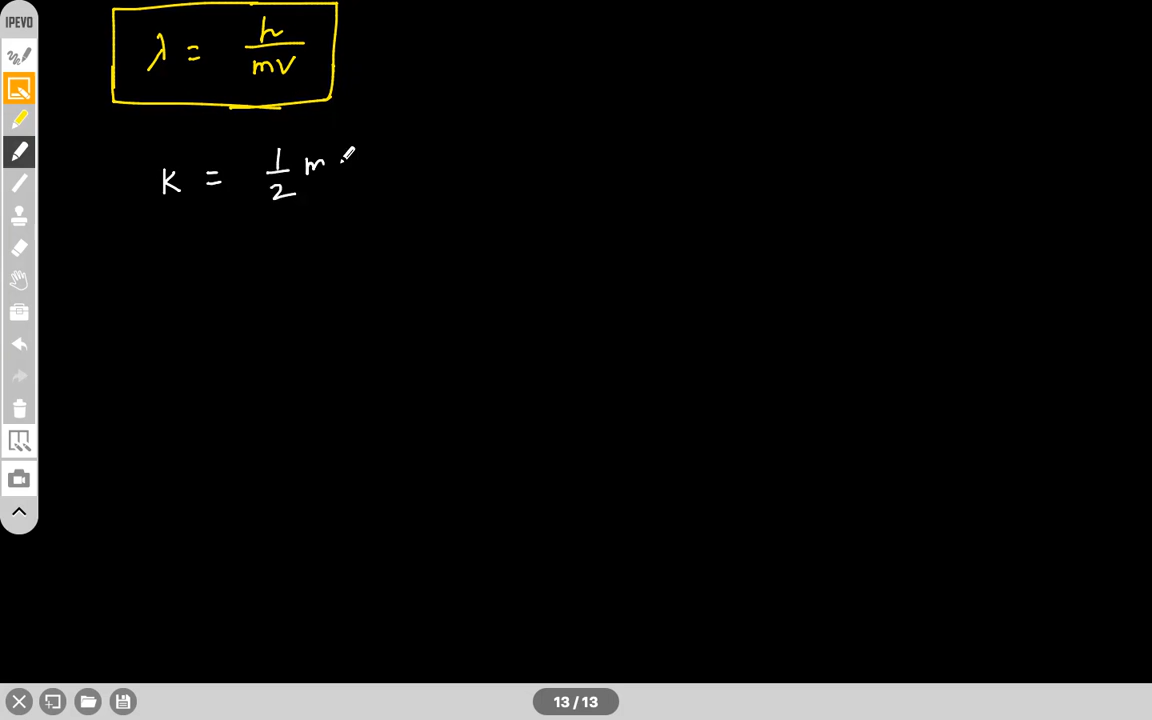 IPEVO
λ = h/mv
K = 1/2 m
13 / 13